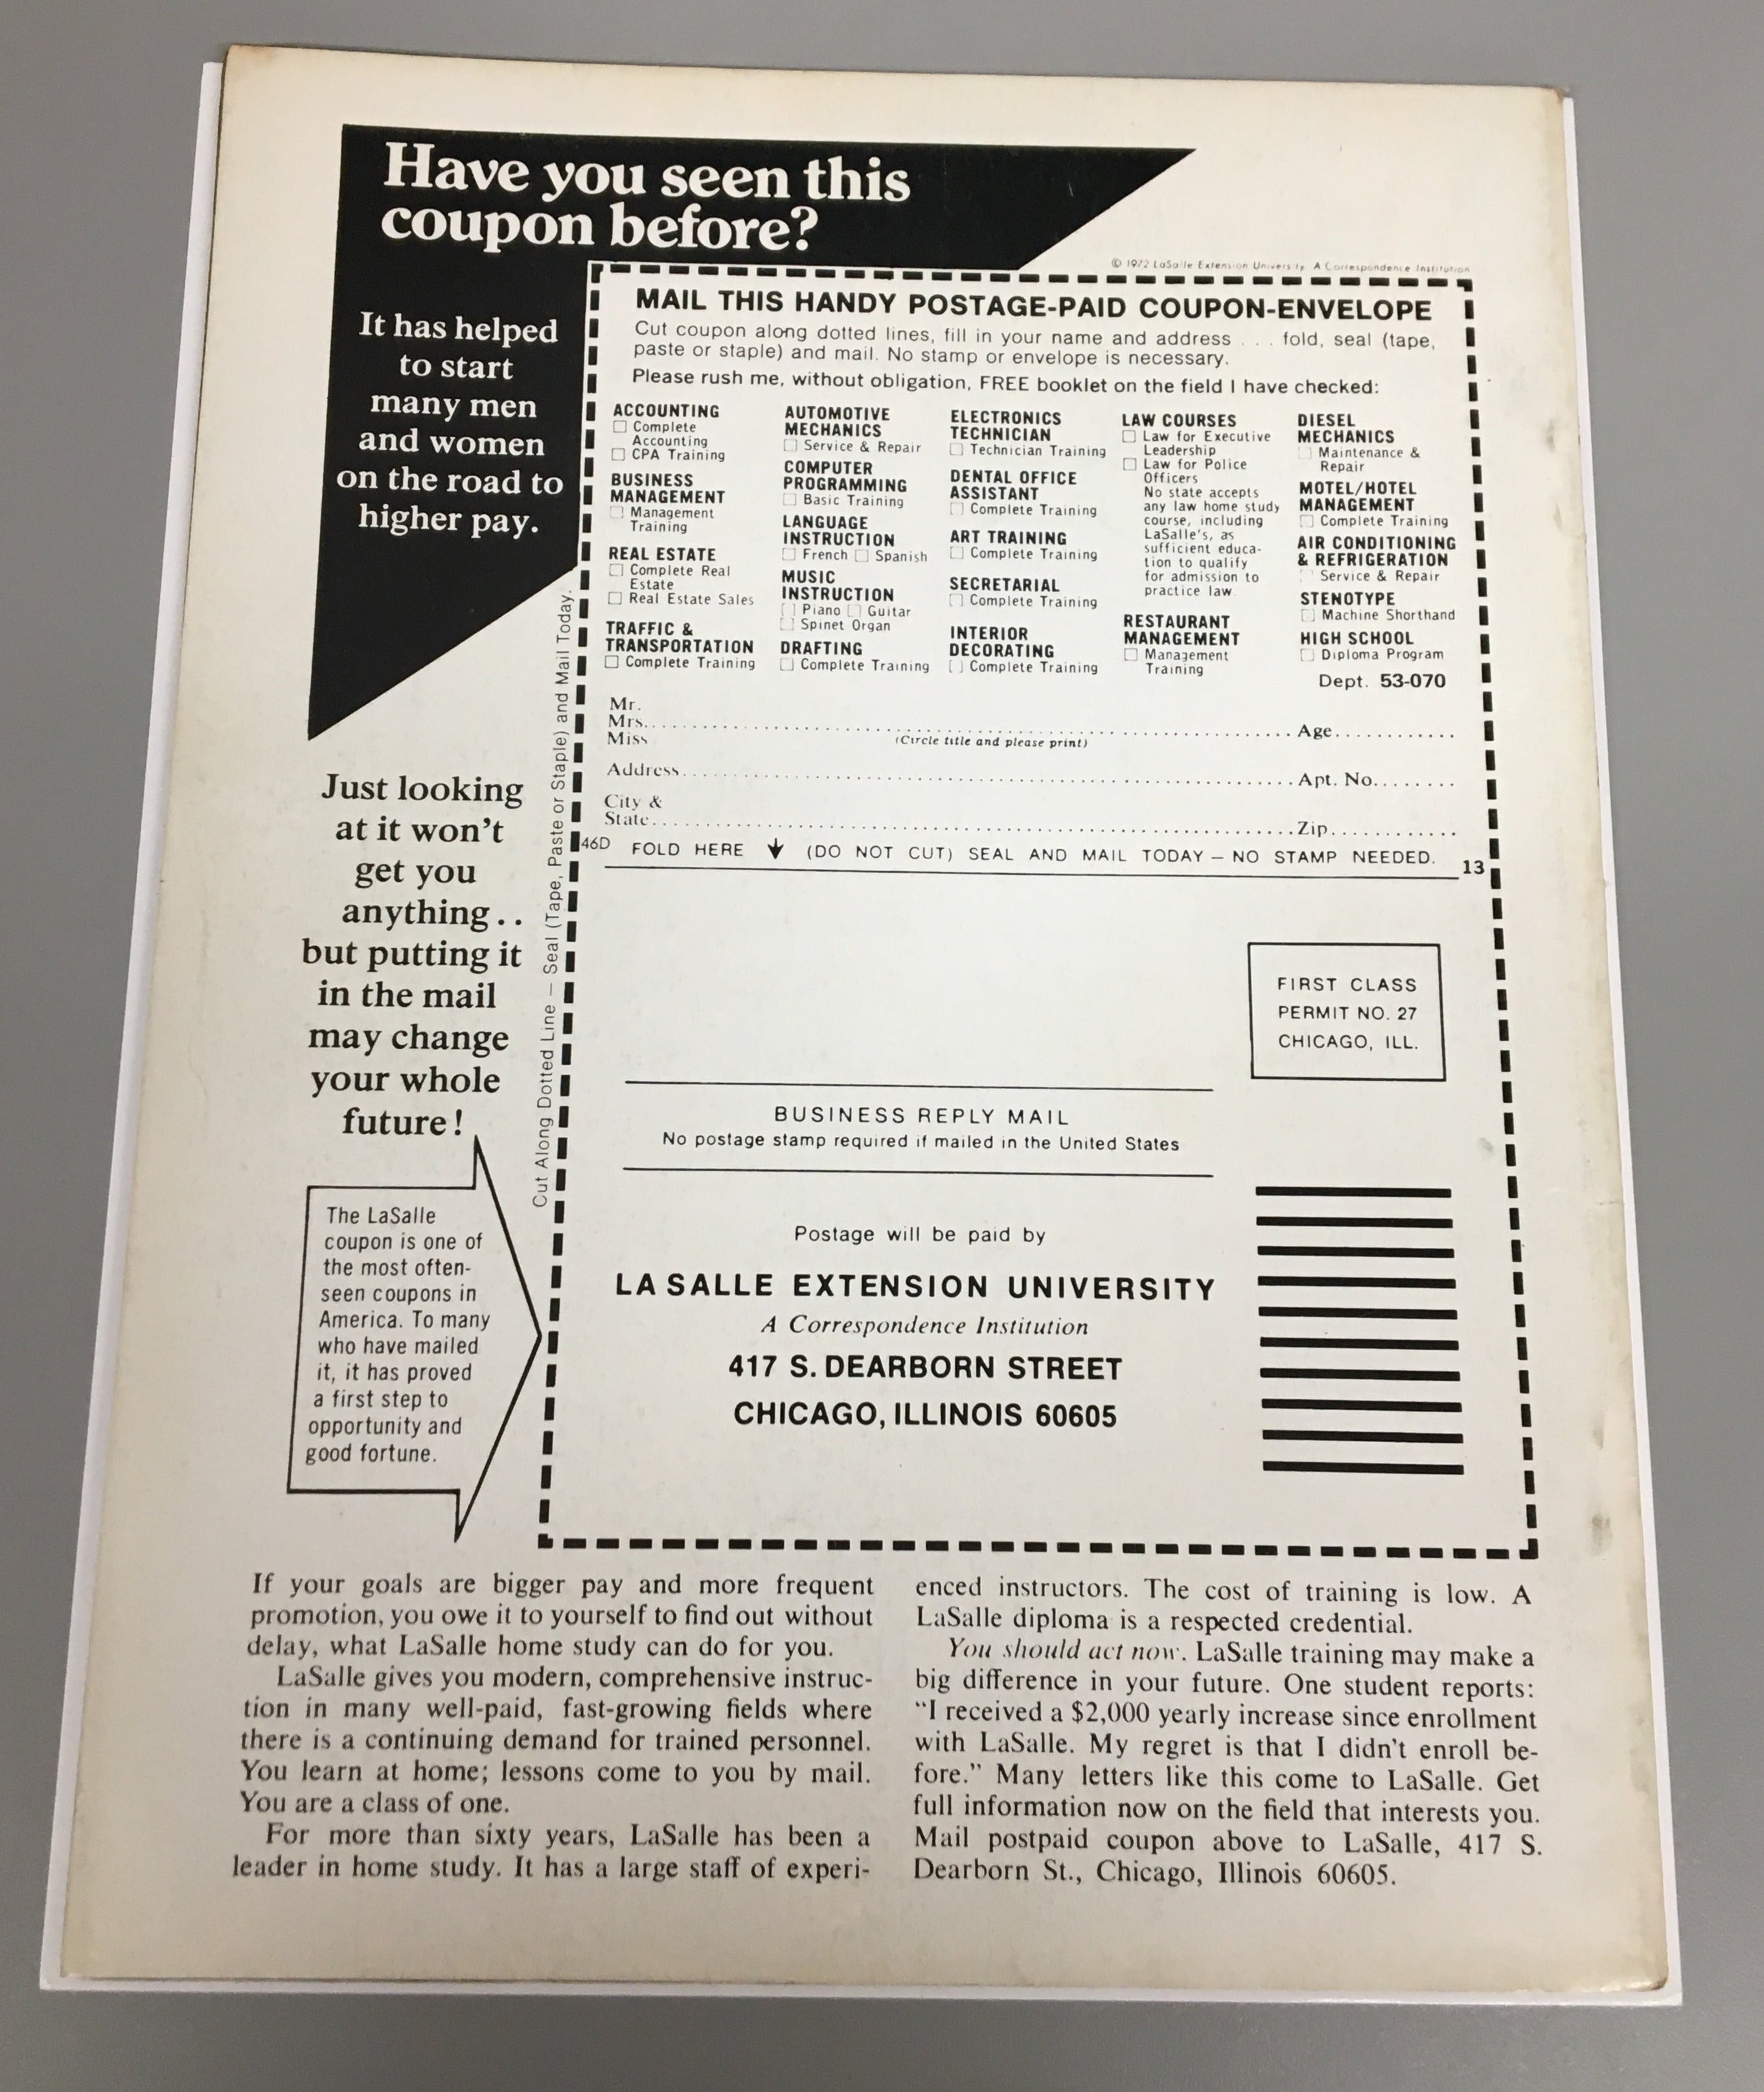 Have you seen this
coupon before?
It has helped
to start
many men
and women
on the road to
higher pay.
Just looking
at it won't
get you
anything..
but putting it
in the mail
may change
your whole
future!
The LaSalle
coupon is one of
the most often-
seen coupons in
America. To many
who have mailed
it, it has proved
a first step to
opportunity and
good fortune.
Cut Along Dotted Line — Seal (Tape, Paste or Staple) and Mail Today.
© 1972 LaSalle Extension University A Correspondence Institution
MAIL THIS HANDY POSTAGE-PAID COUPON-ENVELOPE
Cut coupon along dotted lines, fill in your name and address . . . fold, seal (tape,
paste or staple) and mail. No stamp or envelope is necessary.
Please rush me, without obligation, FREE booklet on the field I have checked:
ACCOUNTING
Complete
Accounting
CPA Training
BUSINESS
MANAGEMENT
Management
Training
REAL ESTATE
Complete Real
Estate
Real Estate Sales
TRAFFIC &
TRANSPORTATION
Complete Training
AUTOMOTIVE
MECHANICS
Service & Repair
COMPUTER
PROGRAMMING
Basic Training
LANGUAGE
INSTRUCTION
French Spanish
MUSIC
INSTRUCTION
Piano Guitar
Spinet Organ
DRAFTING
Complete Training
ELECTRONICS
TECHNICIAN
Technician Training
DENTAL OFFICE
ASSISTANT
Complete Training
ART TRAINING
Complete Training
SECRETARIAL
Complete Training
INTERIOR
DECORATING
Complete Training
LAW COURSES
Law for Executive
Leadership
Law for Police
Officers
No state accepts
any law home study
course, including
LaSalle's, as
sufficient educa-
tion to qualify
for admission to
practice law.
RESTAURANT
MANAGEMENT
Management
Training
DIESEL
MECHANICS
Maintenance &
Repair
MOTEL/HOTEL
MANAGEMENT
Complete Training
AIR CONDITIONING
& REFRIGERATION
Service & Repair
STENOTYPE
Machine Shorthand
HIGH SCHOOL
Diploma Program
Dept. 53-070
Mr.
Mrs. Age
Miss (Circle title and please print)
Address Apt. No.
City &
State Zip
46D FOLD HERE (DO NOT CUT) SEAL AND MAIL TODAY — NO STAMP NEEDED. 13
FIRST CLASS
PERMIT NO. 27
CHICAGO, ILL.
BUSINESS REPLY MAIL
No postage stamp required if mailed in the United States
Postage will be paid by
LA SALLE EXTENSION UNIVERSITY
A Correspondence Institution
417 S. DEARBORN STREET
CHICAGO, ILLINOIS 60605
If your goals are bigger pay and more frequent
promotion, you owe it to yourself to find out without
delay, what LaSalle home study can do for you.
LaSalle gives you modern, comprehensive instruc-
tion in many well-paid, fast-growing fields where
there is a continuing demand for trained personnel.
You learn at home; lessons come to you by mail.
You are a class of one.
For more than sixty years, LaSalle has been a
leader in home study. It has a large staff of experi-
enced instructors. The cost of training is low. A
LaSalle diploma is a respected credential.
You should act now. LaSalle training may make a
big difference in your future. One student reports:
"I received a $2,000 yearly increase since enrollment
with LaSalle. My regret is that I didn't enroll be-
fore." Many letters like this come to LaSalle. Get
full information now on the field that interests you.
Mail postpaid coupon above to LaSalle, 417 S.
Dearborn St., Chicago, Illinois 60605.